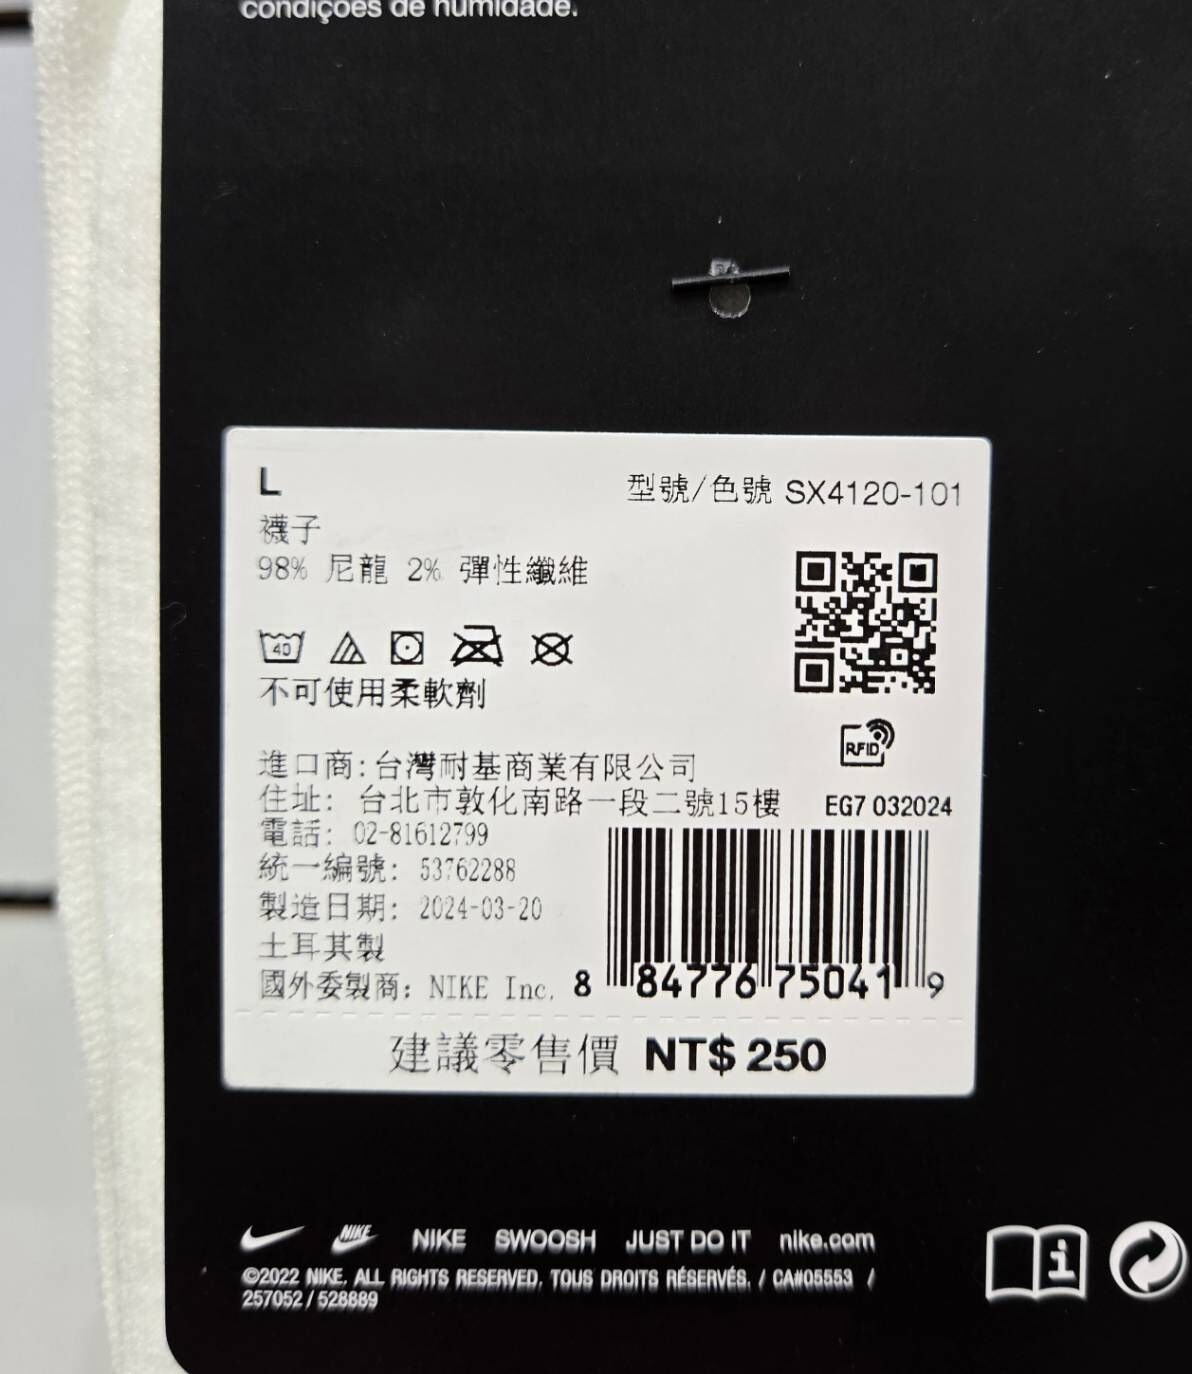 condições de humidade.
L
型號/色號 SX4120-101
襪子
98% 尼龍 2% 彈性纖維
40
不可使用柔軟劑
RFID
進口商:台灣耐基商業有限公司
住址: 台北市敦化南路一段二號15樓
EG7 032024
電話: 02-81612799
統一編號: 53762288
製造日期: 2024-03-20
土耳其製
國外委製商: NIKE Inc.
8 84776 75041 9
建議零售價 NT$ 250
NIKE NIKE SWOOSH JUST DO IT nike.com
©2022 NIKE, ALL RIGHTS RESERVED. TOUS DROITS RÉSERVÉS. / CA#05553 /
257052 / 528889